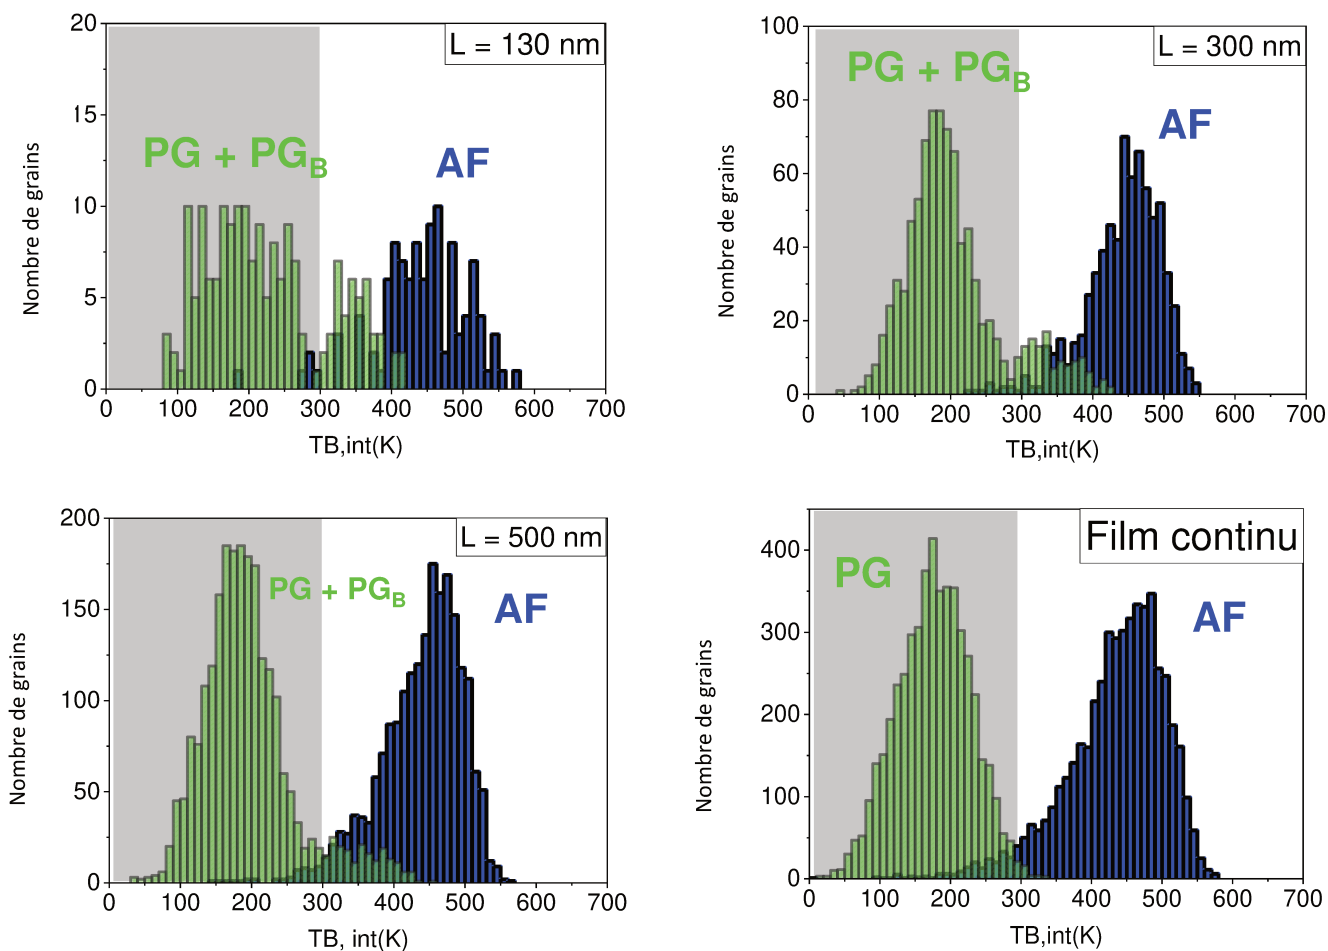 L = 130 nm
PG + PGB
AF
Nombre de grains
20
15
10
5
0
0 100 200 300 400 500 600 700
TB,int(K)
L = 300 nm
PG + PGB
AF
Nombre de grains
100
80
60
40
20
0
0 100 200 300 400 500 600 700
TB,int(K)
L = 500 nm
PG + PGB
AF
Nombre de grains
200
150
100
50
0
0 100 200 300 400 500 600 700
TB, int(K)
Film continu
PG
AF
Nombre de grains
400
300
200
100
0
0 100 200 300 400 500 600 700
TB,int(K)